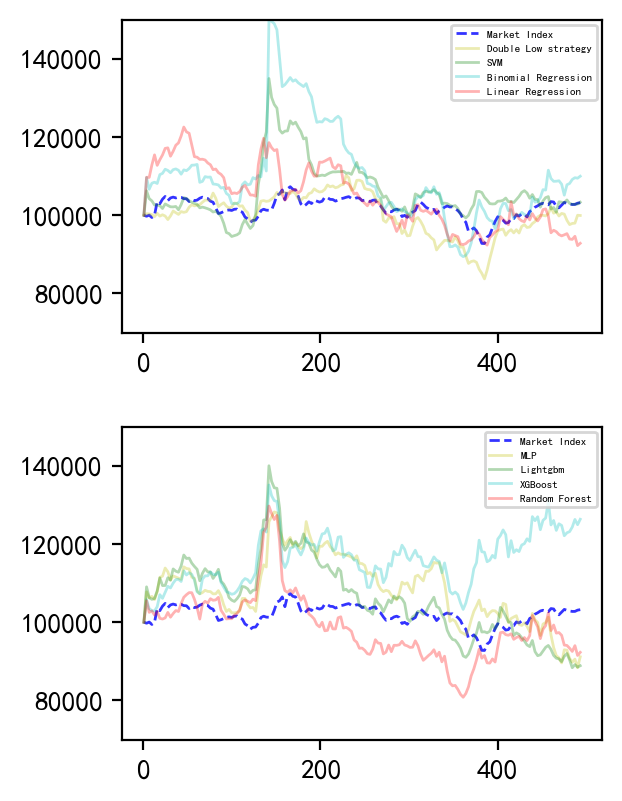 140000
120000
100000
80000
0 200 400
Market Index
Double Low strategy
SVM
Binomial Regression
Linear Regression
140000
120000
100000
80000
0 200 400
Market Index
MLP
Lightgbm
XGBoost
Random Forest